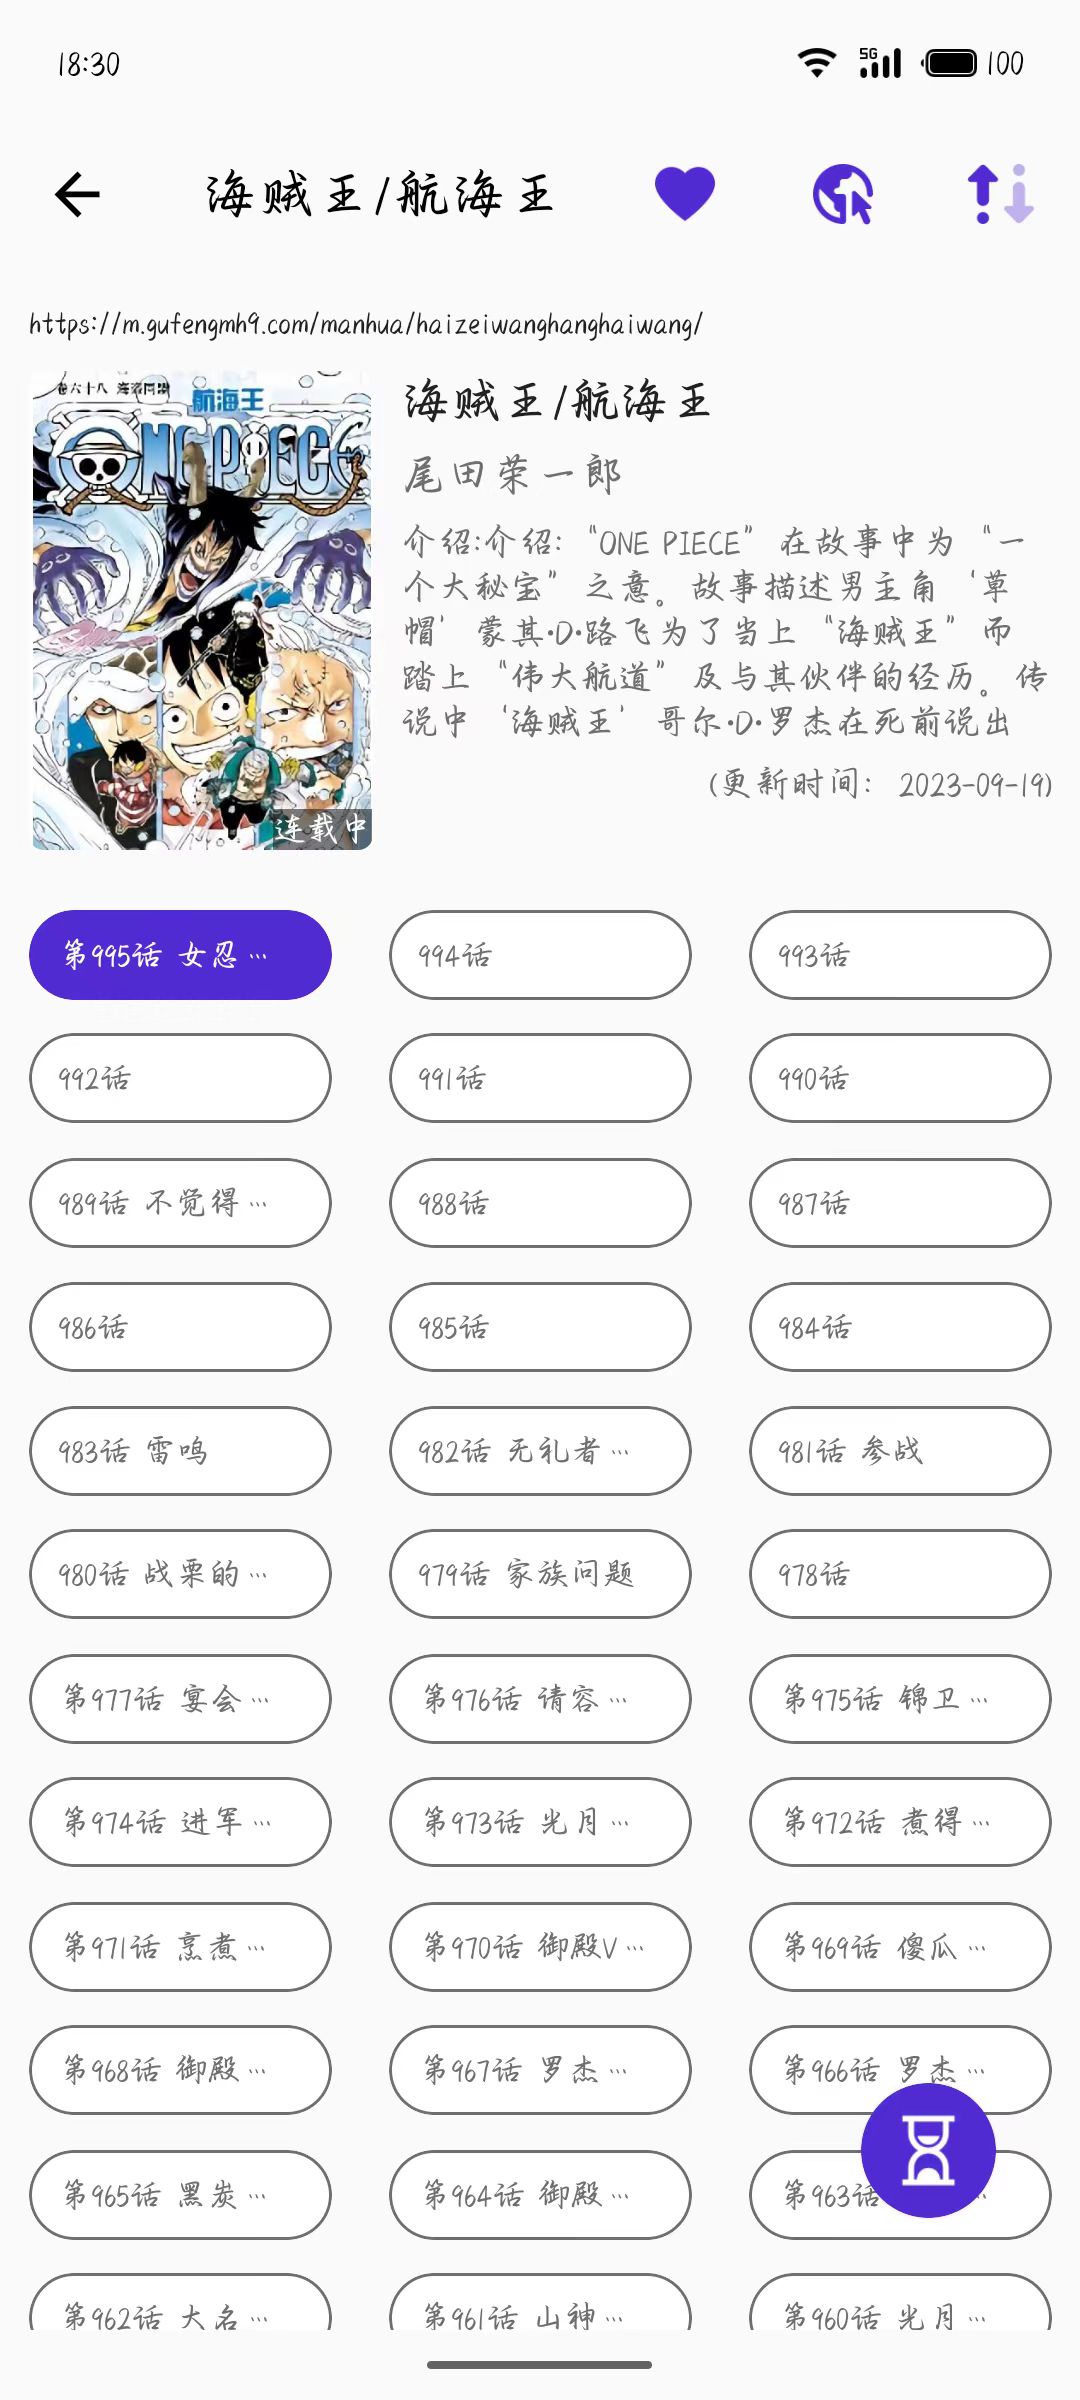 18:30
5G
100
海贼王/航海王
https://m.gufengmh9.com/manhua/haizeiwanghanghaiwang/
卷六十八 海盗同盟
航海王
ONE PIECE
连载中
海贼王/航海王
尾田荣一郎
介绍:介绍:“ONE PIECE”在故事中为“一
个大秘宝”之意。故事描述男主角‘草
帽’蒙其·D·路飞为了当上“海贼王”而
踏上“伟大航道”及与其伙伴的经历。传
说中‘海贼王’哥尔·D·罗杰在死前说出
(更新时间: 2023-09-19)
第995话 女忍…
994话
993话
992话
991话
990话
989话 不觉得…
988话
987话
986话
985话
984话
983话 雷鸣
982话 无礼者…
981话 参战
980话 战栗的…
979话 家族问题
978话
第977话 宴会…
第976话 请容…
第975话 锦卫…
第974话 进军…
第973话 光月…
第972话 煮得…
第971话 烹煮…
第970话 御殿V…
第969话 傻瓜…
第968话 御殿…
第967话 罗杰…
第966话 罗杰…
第965话 黑炭…
第964话 御殿…
第963话
第962话 大名…
第961话 山神…
第960话 光月…